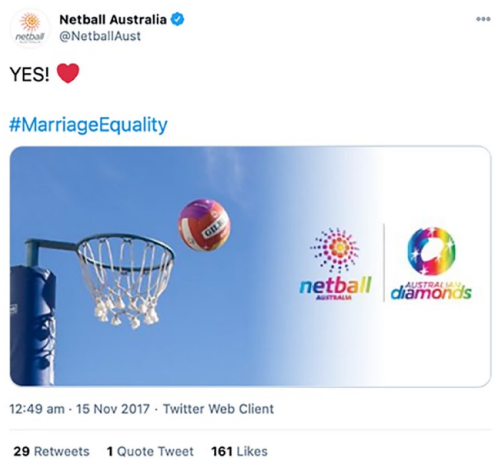 Netball Australia
@NetballAust
YES!
#MarriageEquality
GILBE
netball
AUSTRALIA
AUSTRALIAN
diamonds
12:49 am · 15 Nov 2017 · Twitter Web Client
29 Retweets 1 Quote Tweet 161 Likes